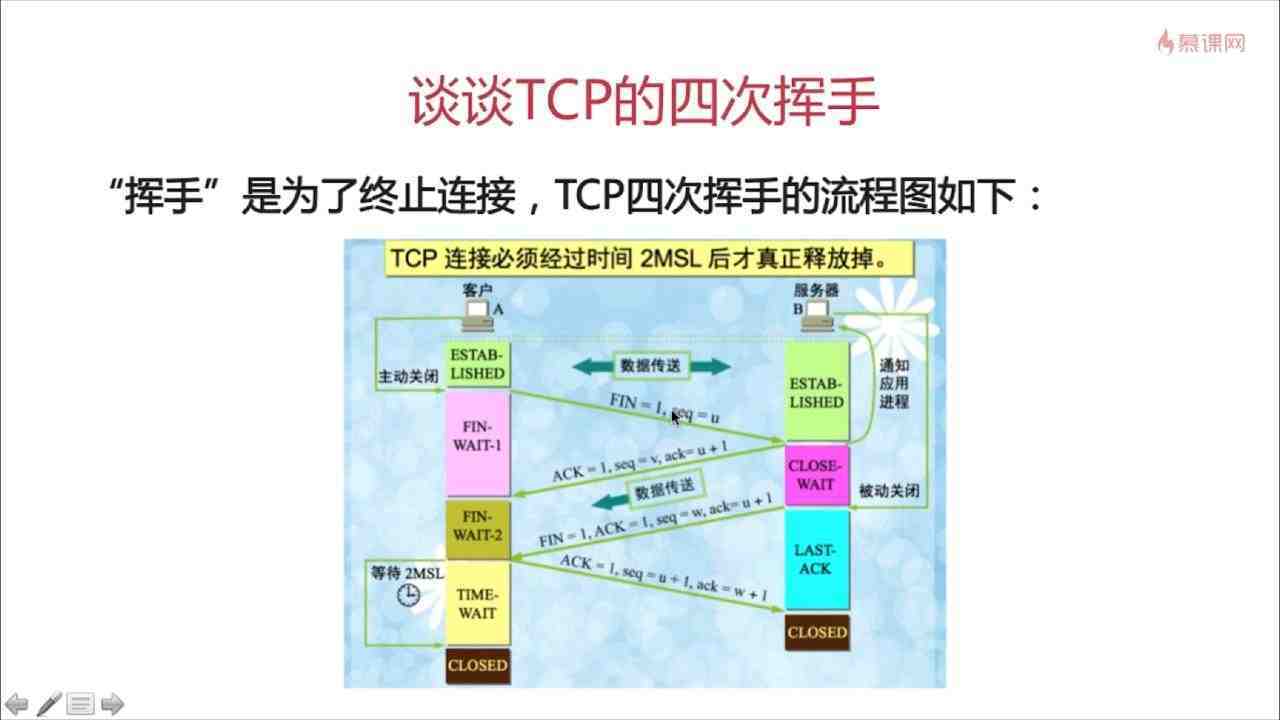 慕课网
谈谈TCP的四次挥手
“挥手”是为了终止连接，TCP四次挥手的流程图如下：
TCP 连接必须经过时间 2MSL 后才真正释放掉。
客户
A
服务器
B
ESTAB-
LISHED
数据传送
主动关闭
FIN = 1, seq = u
ESTAB-
LISHED
通知
应用
进程
FIN-
WAIT-1
ACK = 1, seq = v, ack= u + 1
CLOSE-
WAIT
数据传送
被动关闭
FIN-
WAIT-2
FIN = 1, ACK = 1, seq = w, ack= u + 1
LAST-
ACK
ACK = 1, seq = u + 1, ack = w + 1
等待 2MSL
TIME-
WAIT
CLOSED
CLOSED